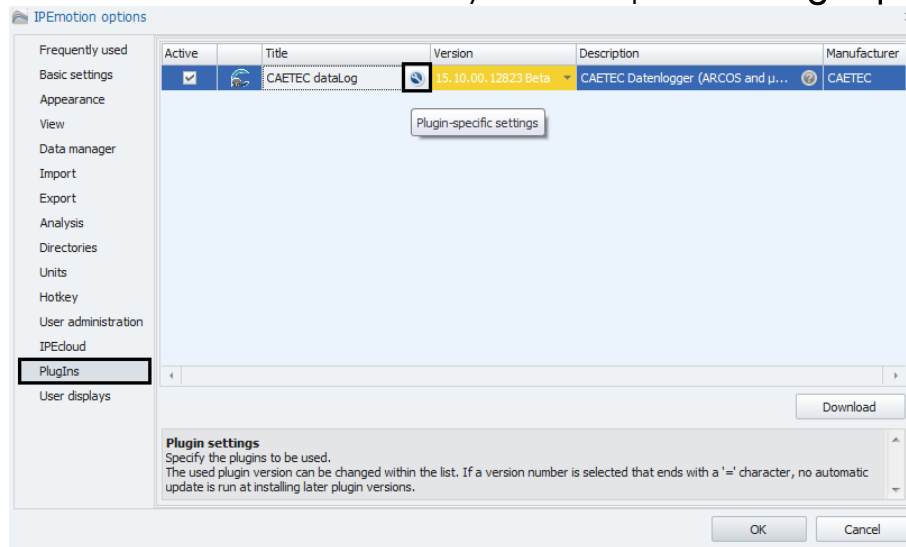 IPEmotion options
Frequently used
Basic settings
Appearance
View
Data manager
Import
Export
Analysis
Directories
Units
Hotkey
User administration
IPEcloud
PlugIns
User displays
Active Title Version Description Manufacturer
CAETEC dataLog 15.10.00.12823 Beta CAETEC Datenlogger (ARCOS and μ... CAETEC
Plugin-specific settings
Download
Plugin settings
Specify the plugins to be used.
The used plugin version can be changed within the list. If a version number is selected that ends with a '=' character, no automatic
update is run at installing later plugin versions.
OK Cancel